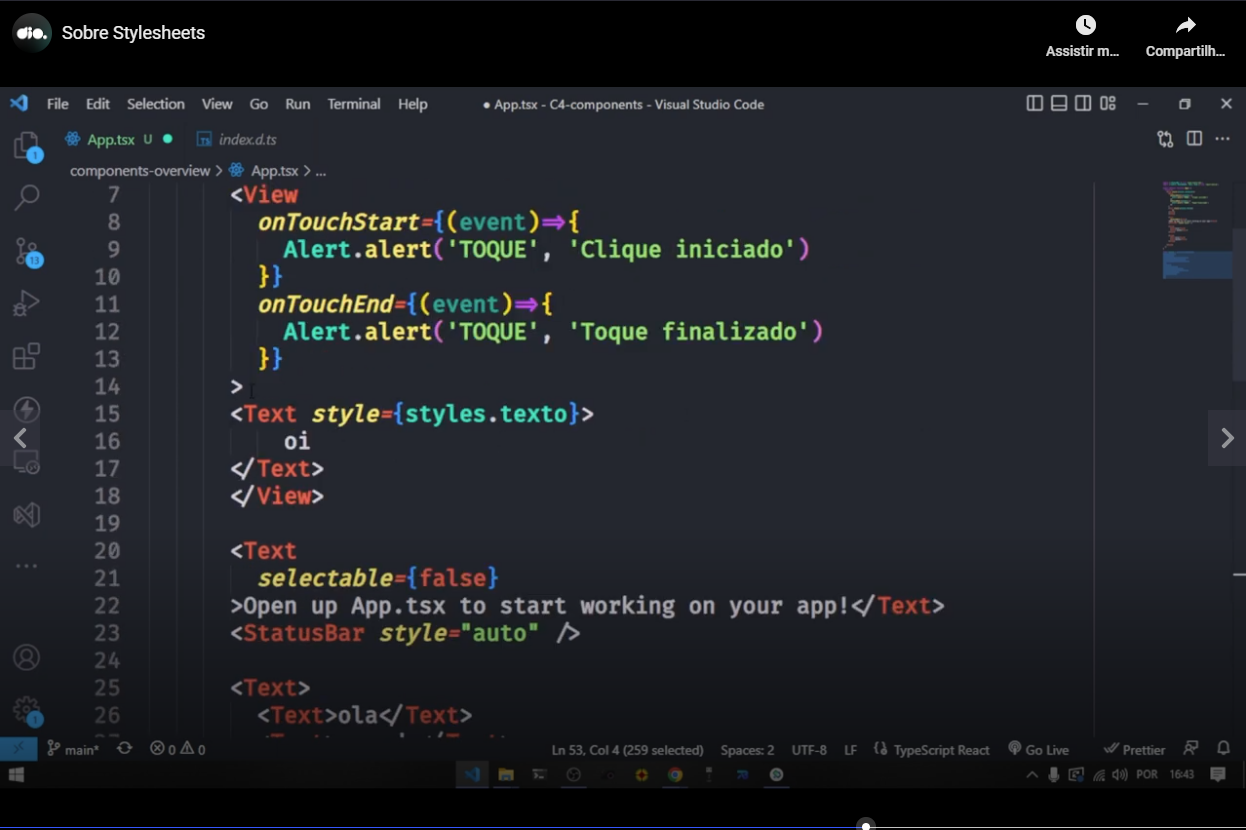 dio.
Sobre Stylesheets
Assistir m...
Compartilh...
File Edit Selection View Go Run Terminal Help
● App.tsx - C4-components - Visual Studio Code
App.tsx U ●
TS index.d.ts
1
components-overview > App.tsx > ...
7 <View
8 onTouchStart={(event)=>{
9 Alert.alert('TOQUE', 'Clique iniciado')
10 }}
11 onTouchEnd={(event)=>{
12 Alert.alert('TOQUE', 'Toque finalizado')
13 }}
14 >
15 <Text style={styles.texto}>
16 oi
17 </Text>
18 </View>
19
20 <Text
21 selectable={false}
22 >Open up App.tsx to start working on your app!</Text>
23 <StatusBar style="auto" />
24
25 <Text>
26 <Text>ola</Text>
13
1
main* 0 0
Ln 53, Col 4 (259 selected) Spaces: 2 UTF-8 LF TypeScript React Go Live Prettier
POR 16:43